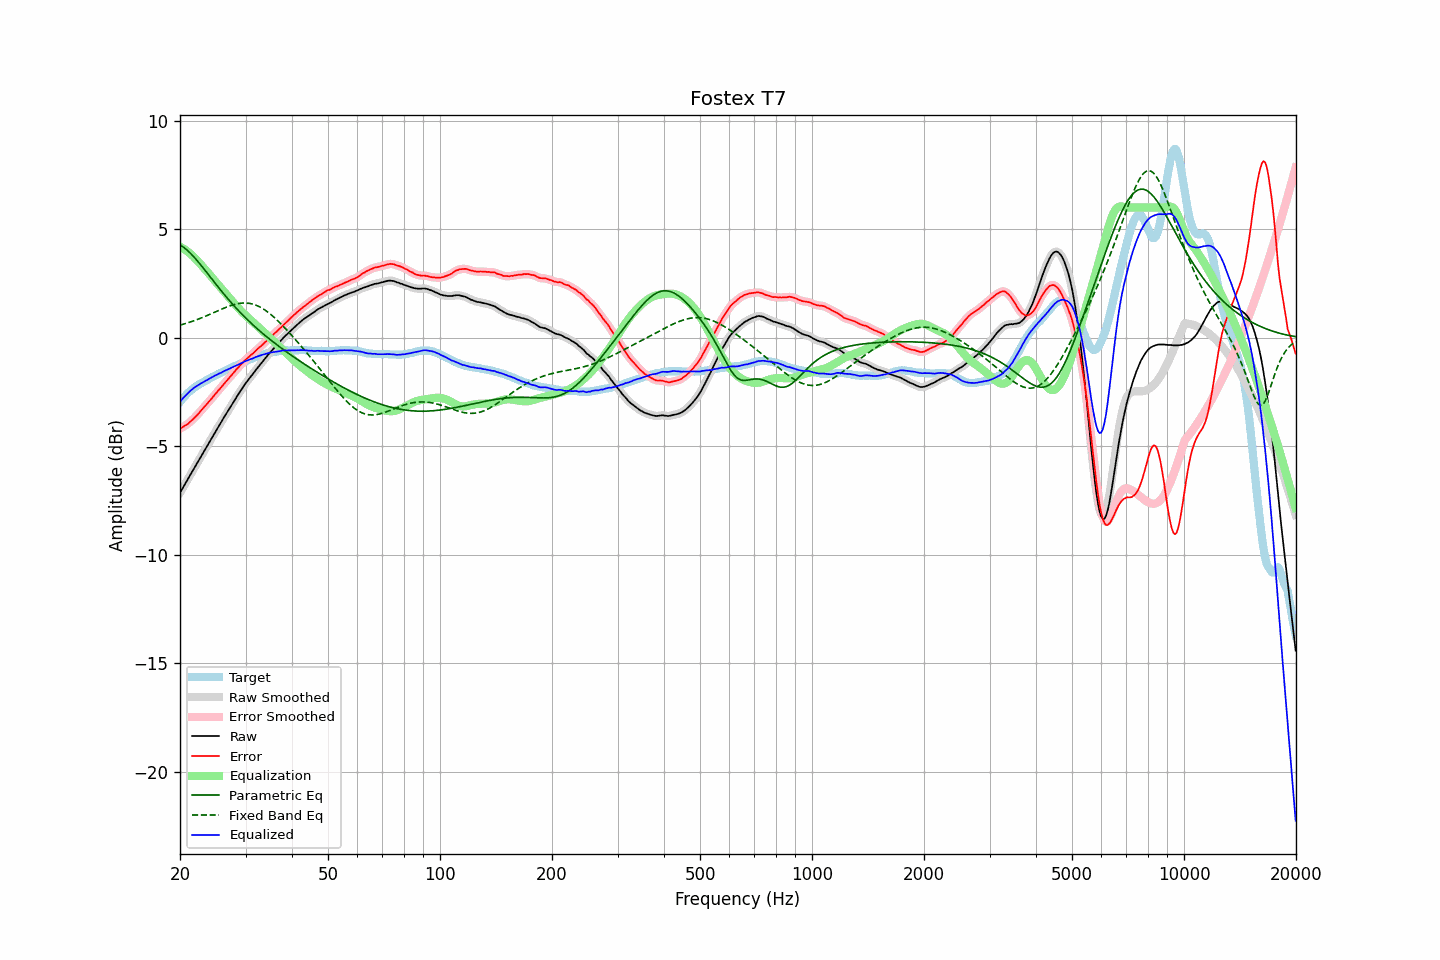 Fostex T7
Amplitude (dBr)
10
5
0
−5
−10
−15
−20
Target
Raw Smoothed
Error Smoothed
Raw
Error
Equalization
Parametric Eq
Fixed Band Eq
Equalized
20 50 100 200 500 1000 2000 5000 10000 20000
Frequency (Hz)